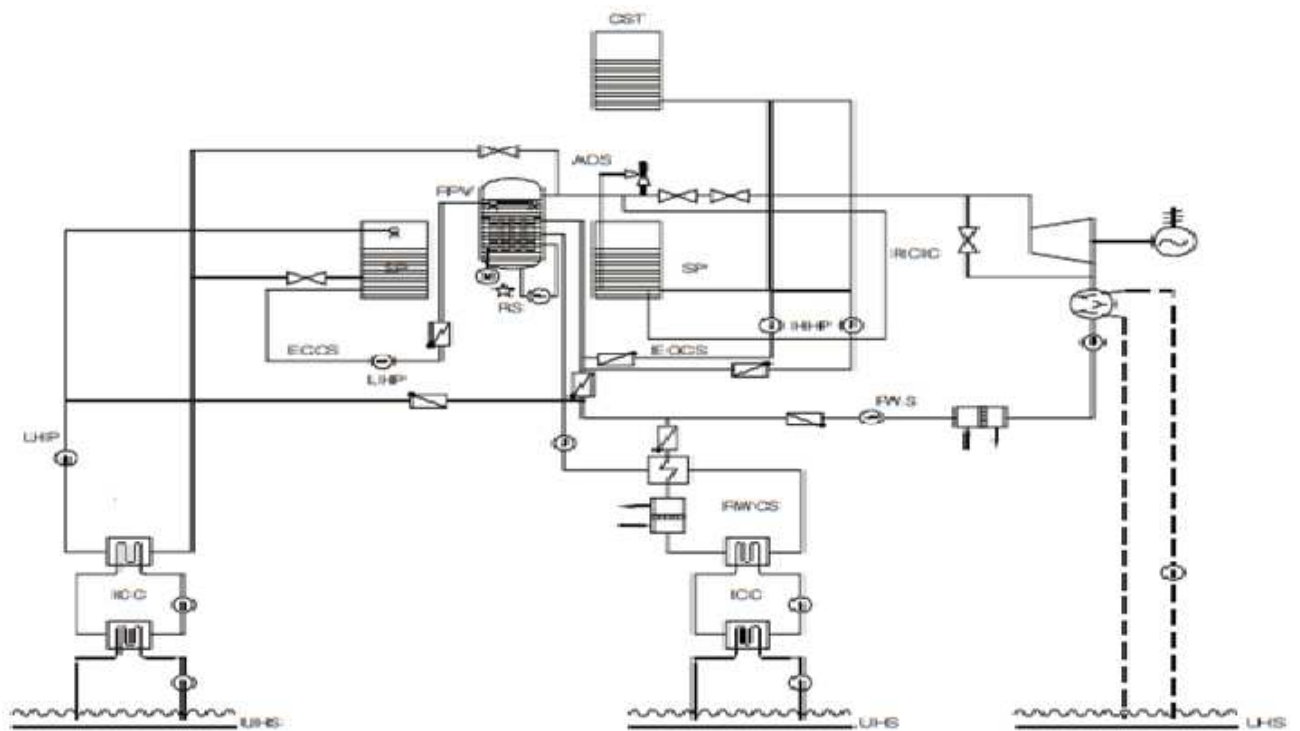 CST
ADS
RPV
RCIC
SP
SP
RS
HHP
ECCS
ECCS
LHP
FWS
LHP
RWCS
ICC
ICC
UHS
UHS
UHS